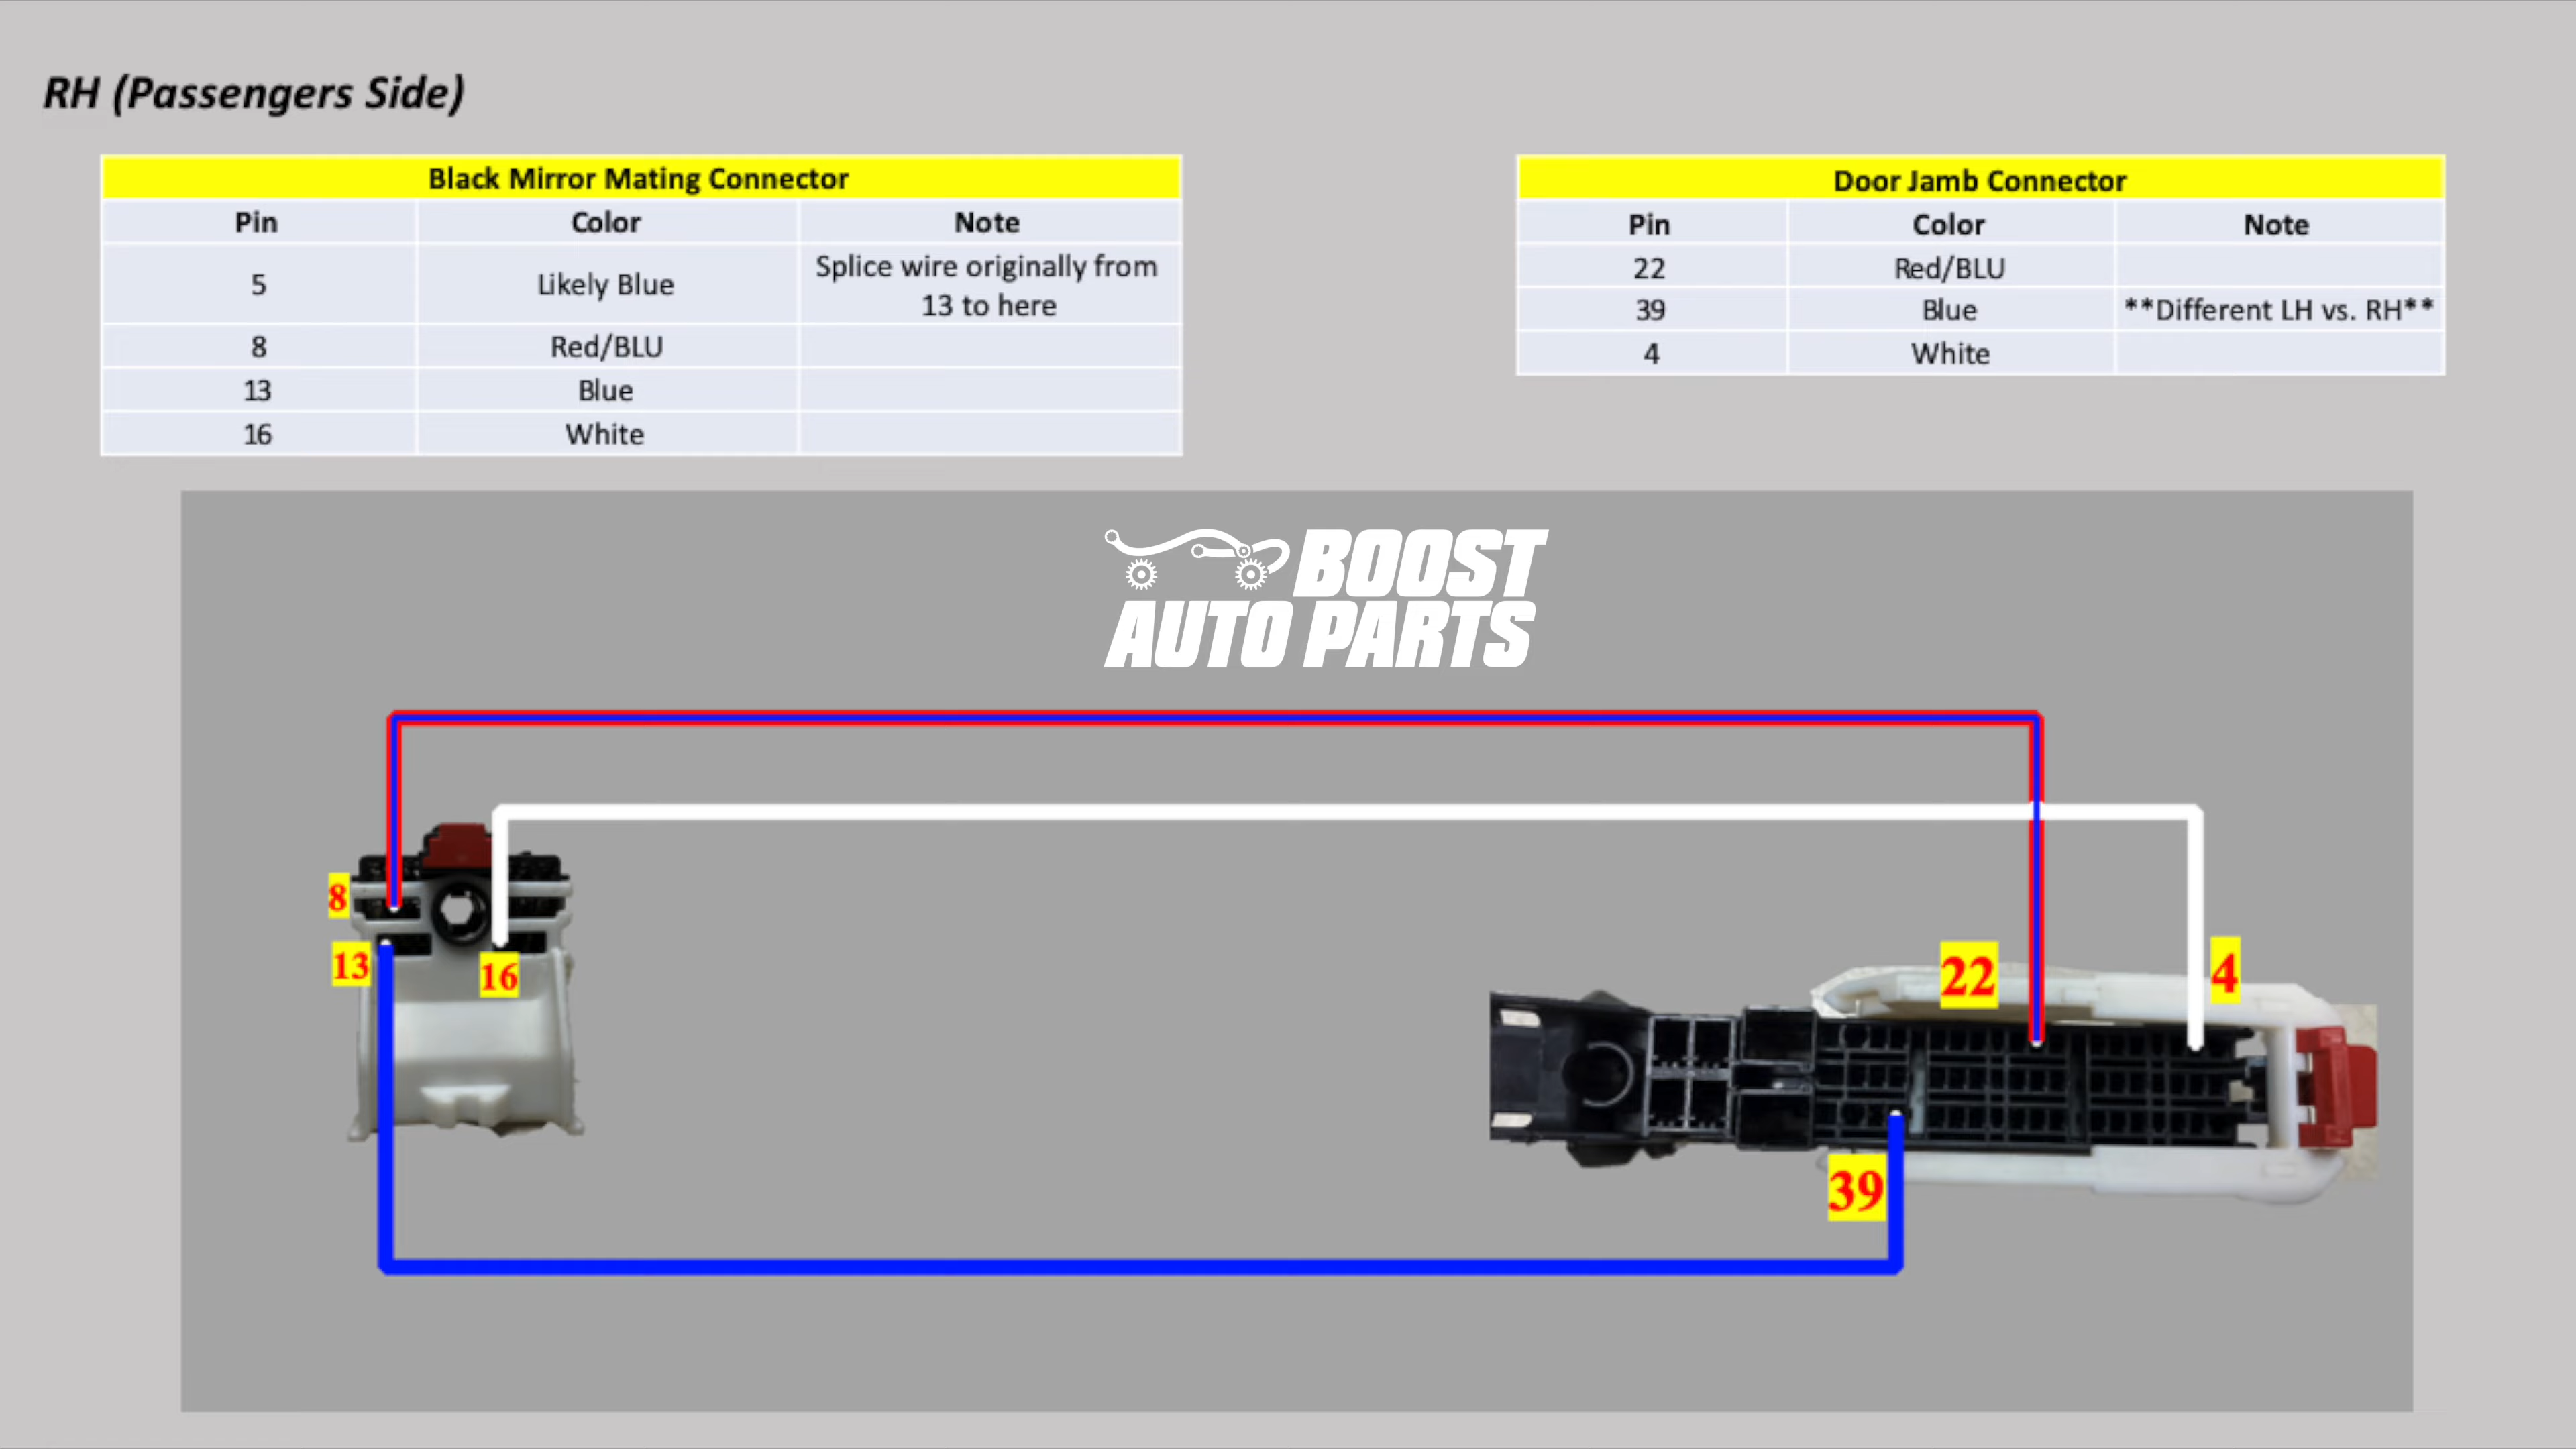 RH (Passengers Side)
Black Mirror Mating Connector
Pin Color Note
5 Likely Blue Splice wire originally from
13 to here
8 Red/BLU
13 Blue
16 White
Door Jamb Connector
Pin Color Note
22 Red/BLU
39 Blue **Different LH vs. RH**
4 White
BOOST
AUTO PARTS
8
13
16
22
4
39